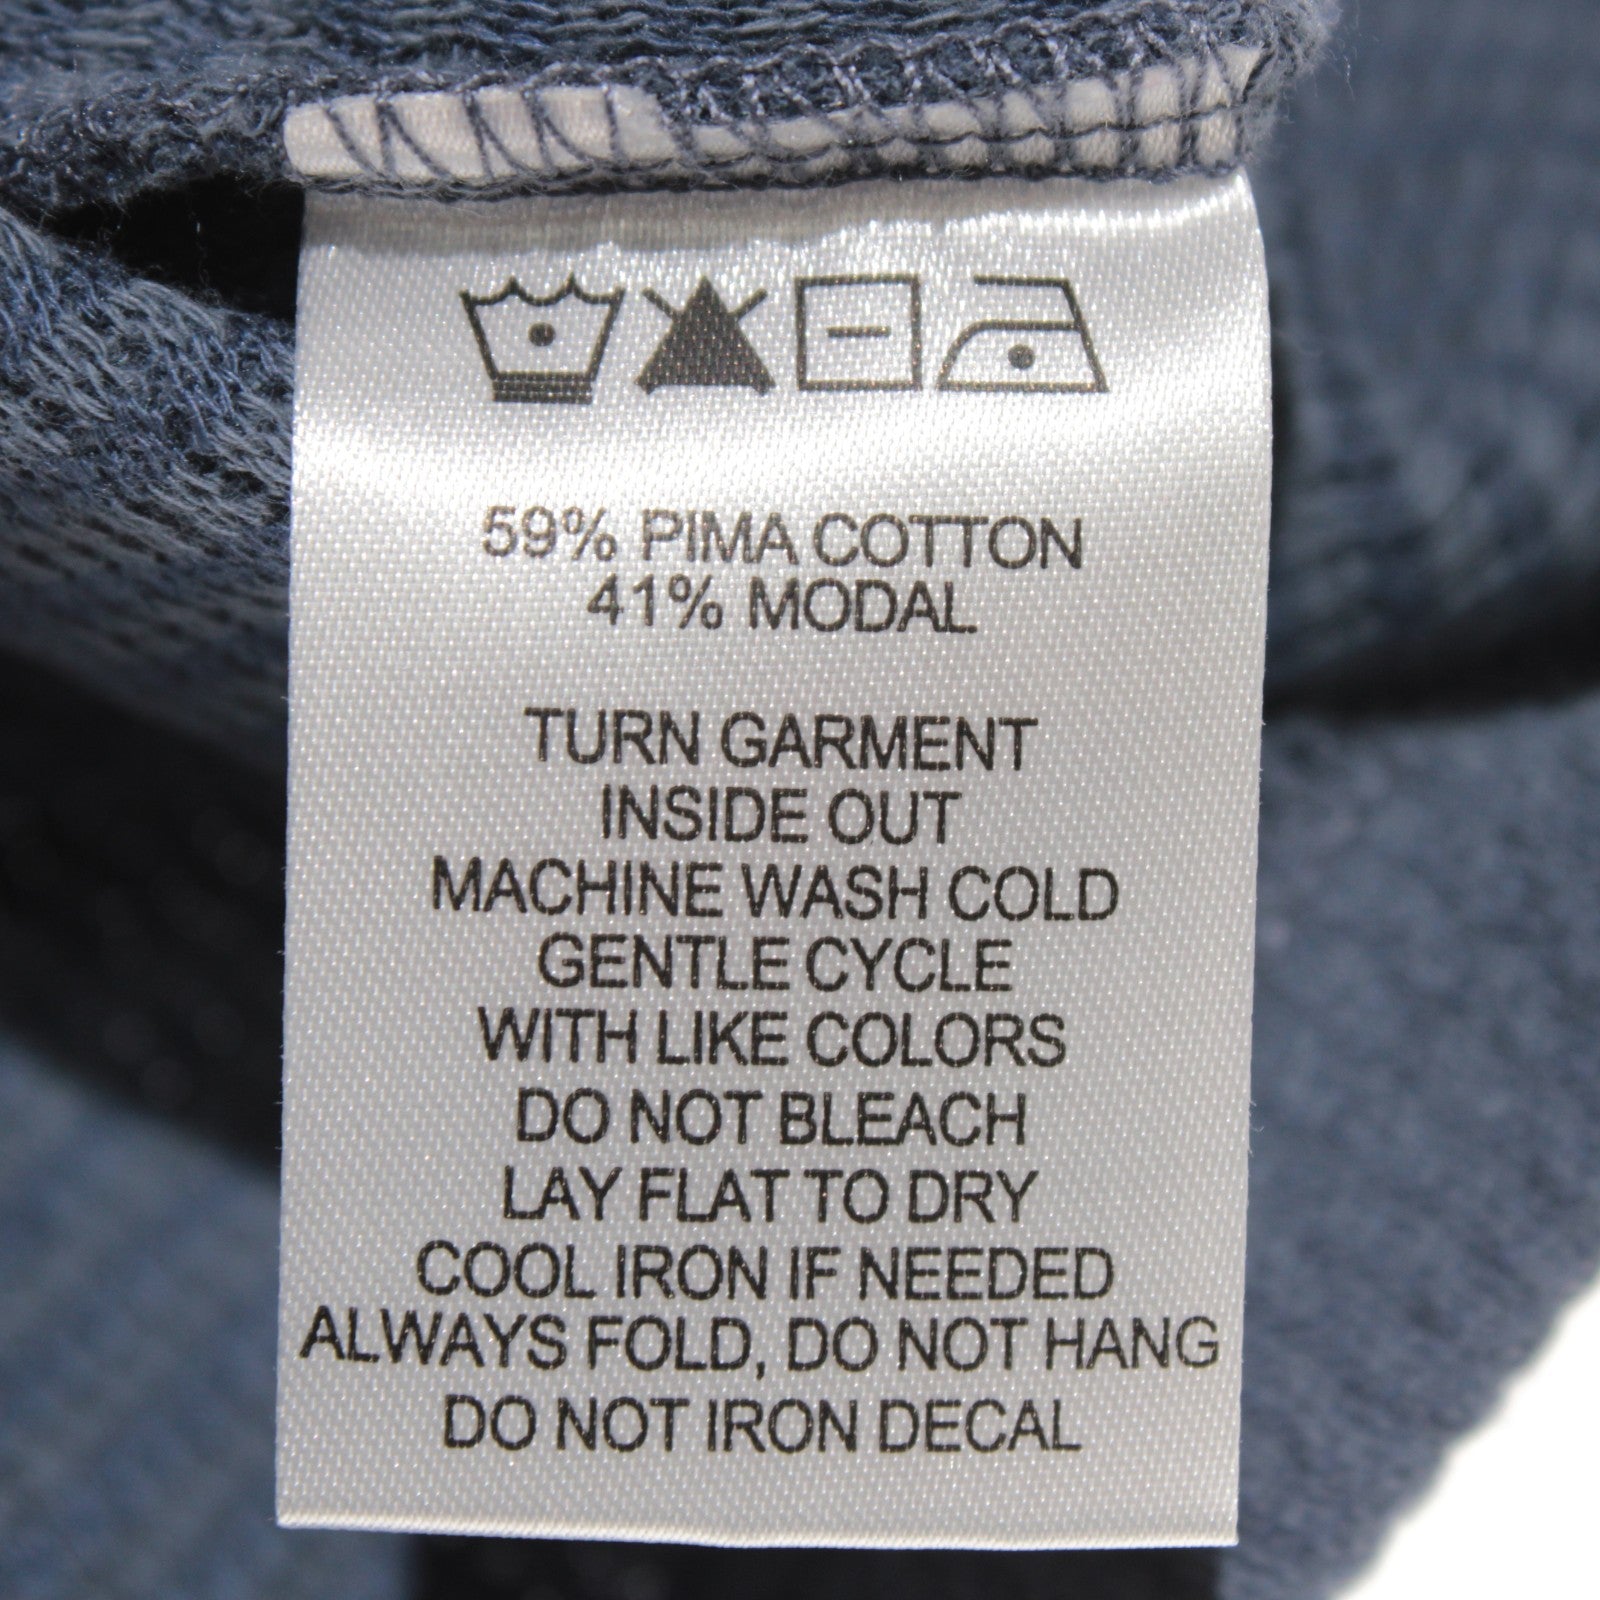 59% PIMA COTTON
41% MODAL
TURN GARMENT
INSIDE OUT
MACHINE WASH COLD
GENTLE CYCLE
WITH LIKE COLORS
DO NOT BLEACH
LAY FLAT TO DRY
COOL IRON IF NEEDED
ALWAYS FOLD, DO NOT HANG
DO NOT IRON DECAL